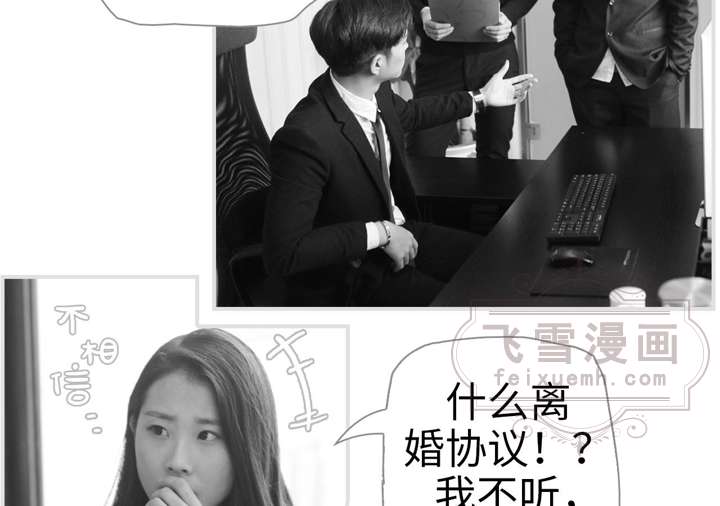 不相信...
飞雪漫画
feixuemh.com
什么离
婚协议！？
我不听，